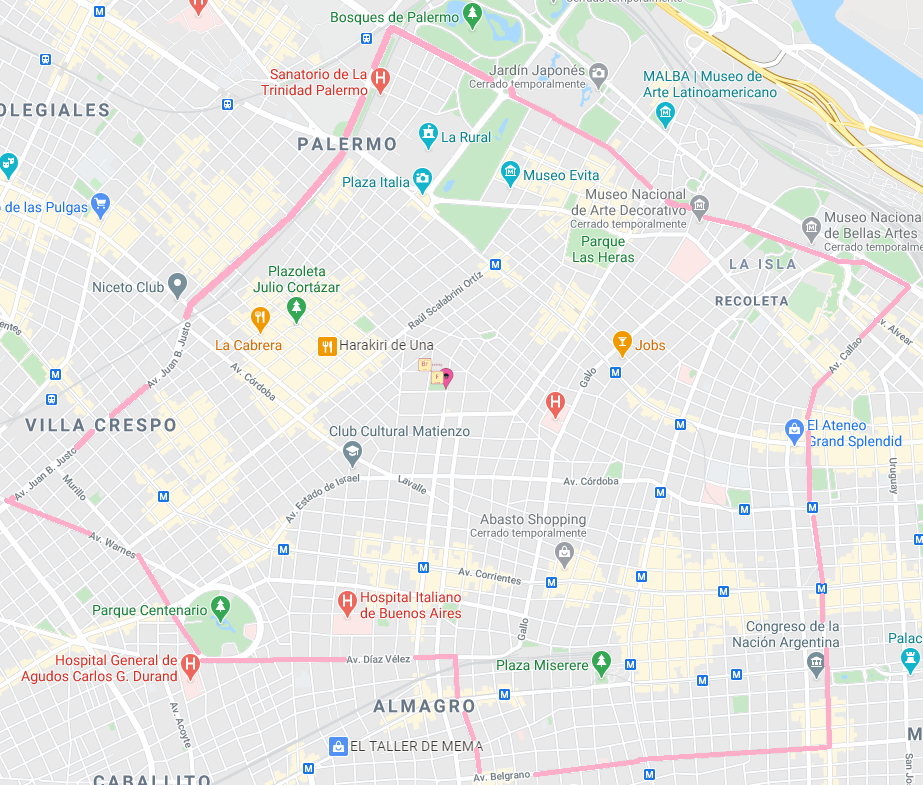 Cerrado temporalmente
Bosques de Palermo
Sanatorio de La
Trinidad Palermo
Jardín Japonés
Cerrado temporalmente
MALBA | Museo de
Arte Latinoamericano
OLEGIALES
PALERMO
La Rural
Plaza Italia
Museo Evita
Museo Nacional
de Arte Decorativo
Cerrado temporalmente
o de las Pulgas
Museo Nacional
de Bellas Artes
Cerrado temporalme
Parque
Las Heras
LA ISLA
RECOLETA
Niceto Club
Plazoleta
Julio Cortázar
Raúl Scalabrini Ortiz
La Cabrera
Harakiri de Una
Jobs
Av. Alvear
Av. Callao
Gallo
Av. Juan B. Justo
Av. Córdoba
VILLA CRESPO
Club Cultural Matienzo
El Ateneo
Grand Splendid
Av. Juan B. Justo
Murillo
Av. Estado de Israel
Lavalle
Av. Córdoba
Uruguay
Av. Warnes
Abasto Shopping
Cerrado temporalmente
Av. Corrientes
Parque Centenario
Hospital Italiano
de Buenos Aires
Gallo
Congreso de la
Nación Argentina
Palac
Hospital General de
Agudos Carlos G. Durand
Av. Díaz Vélez
Plaza Miserere
Av. Acoyte
ALMAGRO
EL TALLER DE MEMA
Av. Belgrano
CABALLITO
M
San Jo